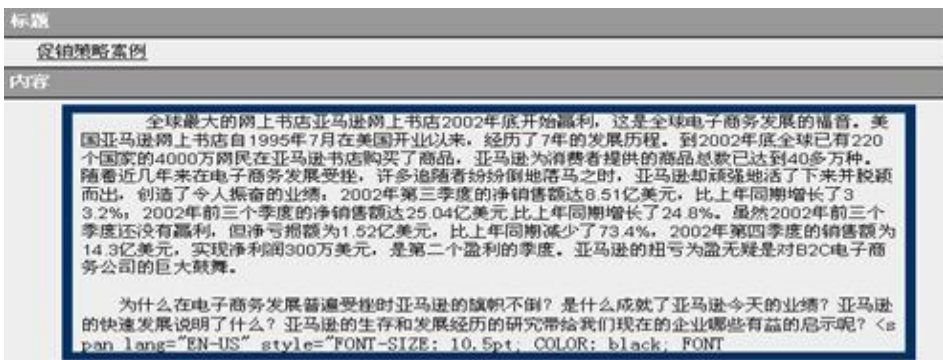 标题
促销策略案例
内容
全球最大的网上书店亚马逊网上书店2002年底开始赢利，这是全球电子商务发展的福音。美
国亚马逊网上书店自1995年7月在美国开业以来，经历了7年的发展历程。到2002年底全球已有220
个国家的4000万网民在亚马逊书店购买了商品，亚马逊为消费者提供的商品总数已达到40多万种。
随着近几年来在电子商务发展受挫，许多追随者纷纷倒地落马之时，亚马逊却顽强地活了下来并脱颖
而出，创造了令人振奋的业绩：2002年第三季度的净销售额达8.51亿美元，比上年同期增长了3
3.2%；2002年前三个季度的净销售额达25.04亿美元,比上年同期增长了24.8%。虽然2002年前三个
季度还没有赢利，但净亏损额为1.52亿美元，比上年同期减少了73.4%，2002年第四季度的销售额为
14.3亿美元，实现净利润300万美元，是第二个盈利的季度。亚马逊的扭亏为盈无疑是对B2C电子商
务公司的巨大鼓舞。
为什么在电子商务发展普遍受挫时亚马逊的旗帜不倒？是什么成就了亚马逊今天的业绩？亚马逊
的快速发展说明了什么？亚马逊的生存和发展经历的研究带给我们现在的企业哪些有益的启示呢？<s
pan lang="EN-US" style="FONT-SIZE: 10.5pt; COLOR: black; FONT